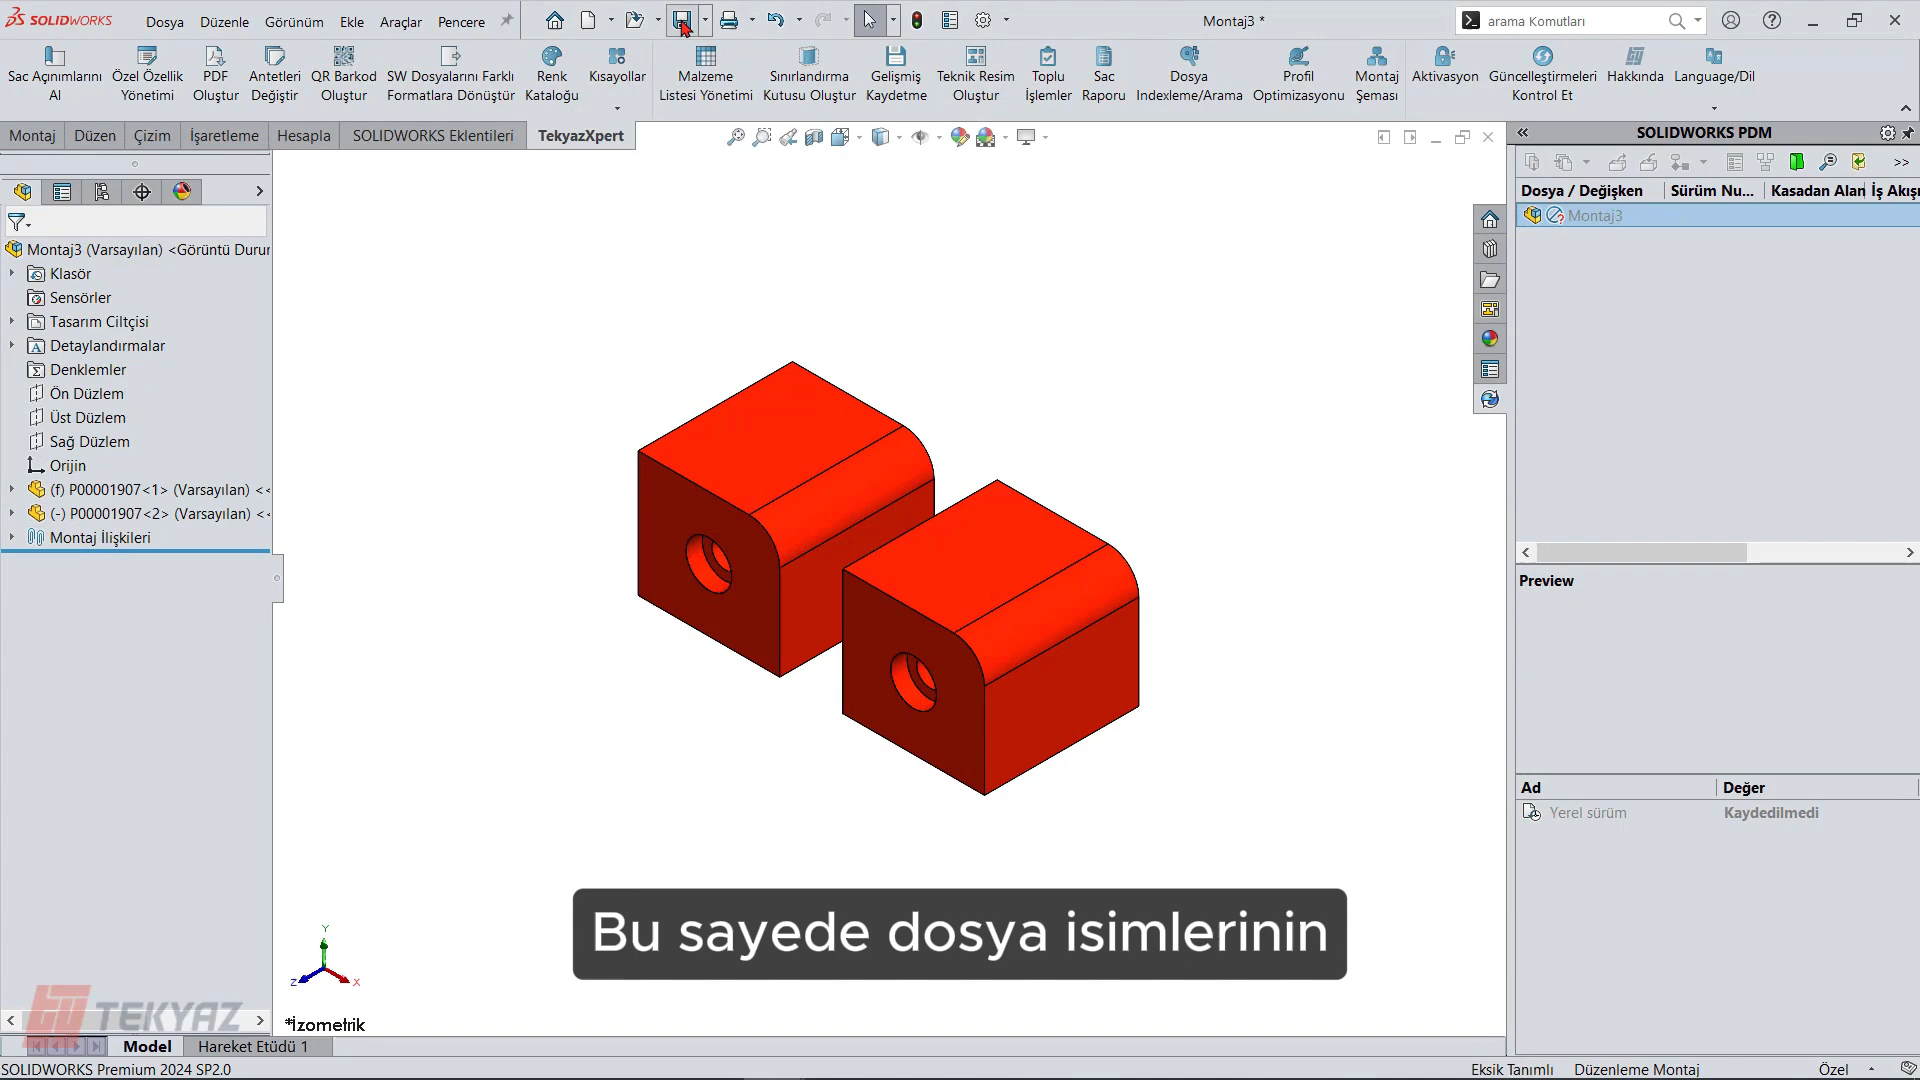 SOLIDWORKS
Dosya Düzenle Görünüm Ekle Araçlar Pencere
Montaj3 *
arama Komutları
Sac Açınımlarını Al
Özel Özellik Yönetimi
PDF Oluştur
Antetleri Değiştir
QR Barkod Oluştur
SW Dosyalarını Farklı Formatlara Dönüştür
Renk Kataloğu
Kısayollar
Malzeme Listesi Yönetimi
Sınırlandırma Kutusu Oluştur
Gelişmiş Kaydetme
Teknik Resim Oluştur
Toplu İşlemler
Sac Raporu
Dosya Indexleme/Arama
Profil Optimizasyonu
Montaj Şeması
Aktivasyon
Güncelleştirmeleri Kontrol Et
Hakkında
Language/Dil
Montaj Düzen Çizim İşaretleme Hesapla SOLIDWORKS Eklentileri TekyazXpert
SOLIDWORKS PDM
Dosya / Değişken Sürüm Nu... Kasadan Alan İş Akışı
Montaj3
Montaj3 (Varsayılan) <Görüntü Durur
Klasör
Sensörler
Tasarım Ciltçisi
Detaylandırmalar
Denklemler
Ön Düzlem
Üst Düzlem
Sağ Düzlem
Orijin
(f) P00001907<1> (Varsayılan) <<
(-) P00001907<2> (Varsayılan) <<
Montaj İlişkileri
Preview
Ad Değer
Yerel sürüm Kaydedilmedi
Bu sayede dosya isimlerinin
Y
Z X
*İzometrik
TEKYAZ
Model Hareket Etüdü 1
SOLIDWORKS Premium 2024 SP2.0
Eksik Tanımlı Düzenleme Montaj Özel